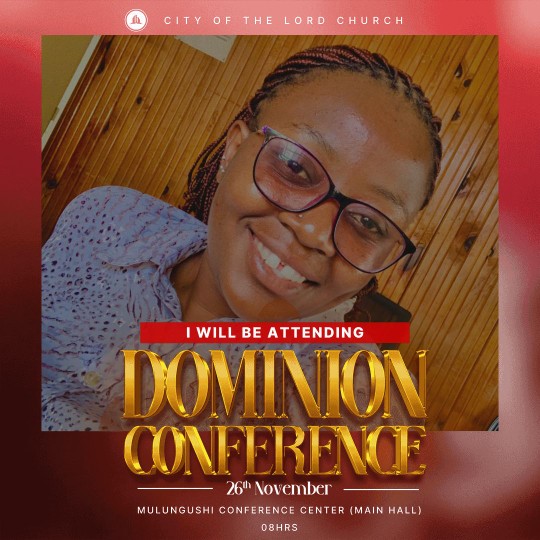 CITY OF THE LORD CHURCH
I WILL BE ATTENDING
DOMINION
CONFERENCE
26th November
MULUNGUSHI CONFERENCE CENTER (MAIN HALL)
08HRS